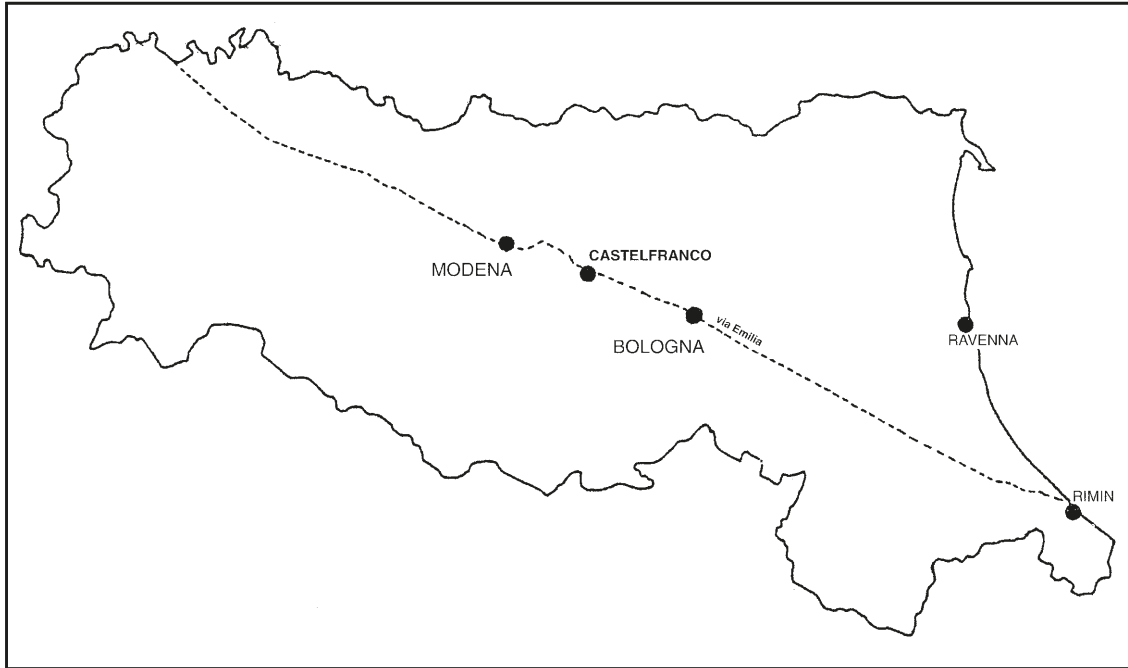 CASTELFRANCO
MODENA
via Emilia
BOLOGNA
RAVENNA
RIMIN